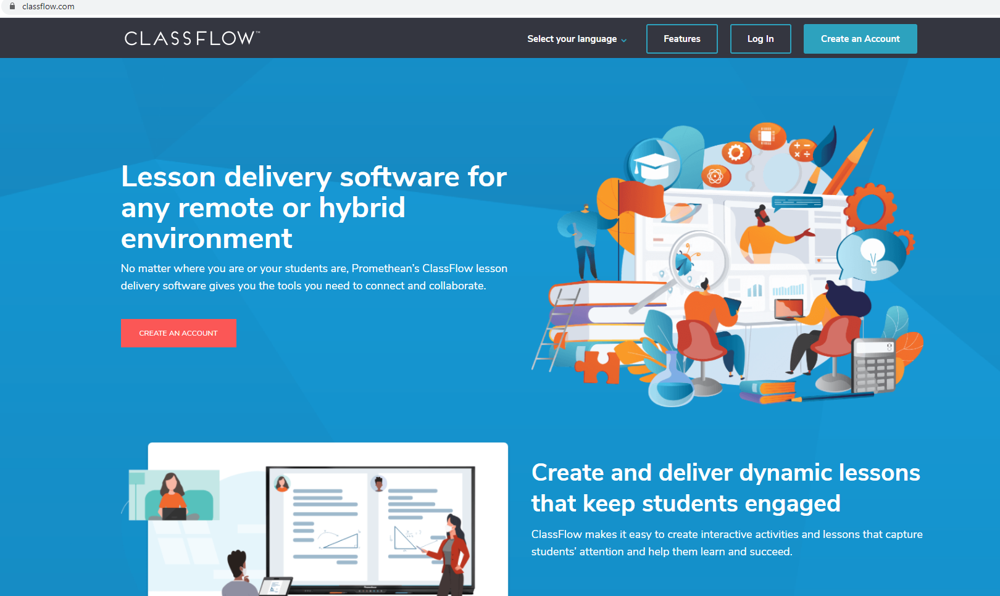 classflow.com
CLASSFLOW™
Select your language
Features
Log In
Create an Account
Lesson delivery software for
any remote or hybrid
environment
No matter where you are or your students are, Promethean's ClassFlow lesson
delivery software gives you the tools you need to connect and collaborate.
CREATE AN ACCOUNT
Create and deliver dynamic lessons
that keep students engaged
ClassFlow makes it easy to create interactive activities and lessons that capture
students' attention and help them learn and succeed.